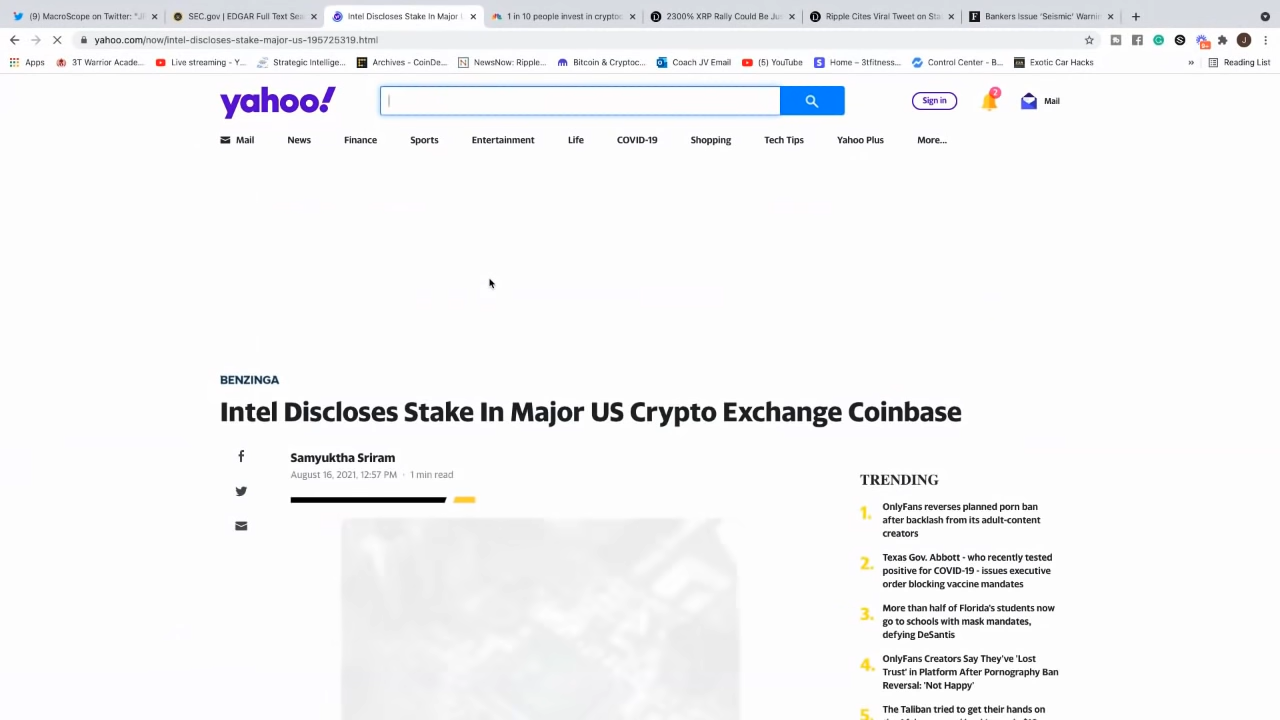 (9) MacroScope on Twitter: "JI
SEC.gov | EDGAR Full Text Sea
Intel Discloses Stake In Major U
1 in 10 people invest in cryptoc
2300% XRP Rally Could Be Jus
Ripple Cites Viral Tweet on Sta
Bankers Issue 'Seismic' Warnin
yahoo.com/now/intel-discloses-stake-major-us-195725319.html
J
Apps
3T Warrior Acade...
Live streaming - Y...
Strategic Intellige...
Archives - CoinDe...
NewsNow: Ripple...
Bitcoin & Cryptoc...
Coach JV Email
(5) YouTube
Home – 3tfitness...
Control Center – B...
Exotic Car Hacks
»
Reading List
yahoo!
Sign in
2
Mail
Mail
News
Finance
Sports
Entertainment
Life
COVID-19
Shopping
Tech Tips
Yahoo Plus
More...
BENZINGA
Intel Discloses Stake In Major US Crypto Exchange Coinbase
Samyuktha Sriram
August 16, 2021, 12:57 PM · 1 min read
TRENDING
1. OnlyFans reverses planned porn ban
after backlash from its adult-content
creators
2. Texas Gov. Abbott - who recently tested
positive for COVID-19 - issues executive
order blocking vaccine mandates
3. More than half of Florida's students now
go to schools with mask mandates,
defying DeSantis
4. OnlyFans Creators Say They've 'Lost
Trust' in Platform After Pornography Ban
Reversal: 'Not Happy'
5. The Taliban tried to get their hands on